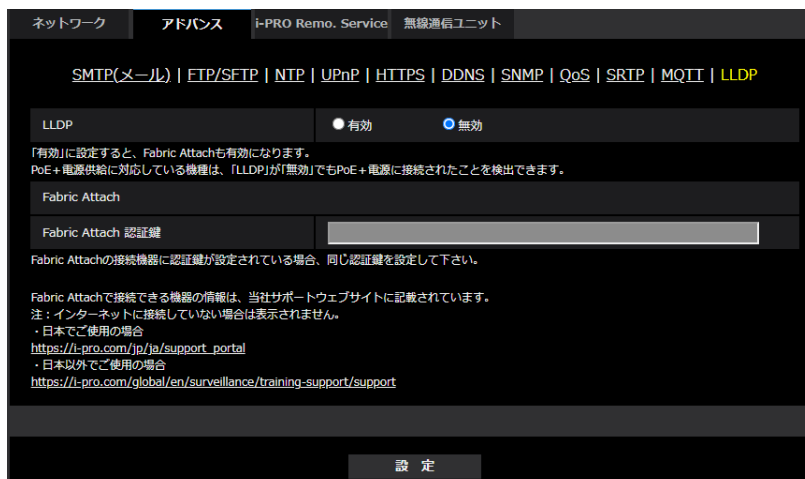 ネットワーク アドバンス i-PRO Remo. Service 無線通信ユニット
SMTP(メール) | FTP/SFTP | NTP | UPnP | HTTPS | DDNS | SNMP | QoS | SRTP | MQTT | LLDP
LLDP 有効 無効
「有効」に設定すると、Fabric Attachも有効になります。
PoE+電源供給に対応している機種は、「LLDP」が「無効」でもPoE+電源に接続されたことを検出できます。
Fabric Attach
Fabric Attach 認証鍵
Fabric Attachの接続機器に認証鍵が設定されている場合、同じ認証鍵を設定して下さい。
Fabric Attachで接続できる機器の情報は、当社サポートウェブサイトに記載されています。
注：インターネットに接続していない場合は表示されません。
・日本でご使用の場合
https://i-pro.com/jp/ja/support_portal
・日本以外でご使用の場合
https://i-pro.com/global/en/surveillance/training-support/support
設 定